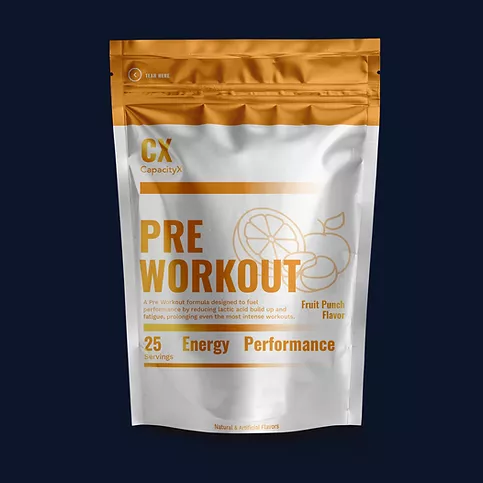 TEAR HERE
CX
CapacityX
PRE
WORKOUT
A Pre Workout formula designed to fuel
performance by reducing lactic acid build up and
fatigue, prolonging even the most intense workouts.
Fruit Punch
Flavor
25 Energy Performance
Servings
Natural & Artificial Flavors